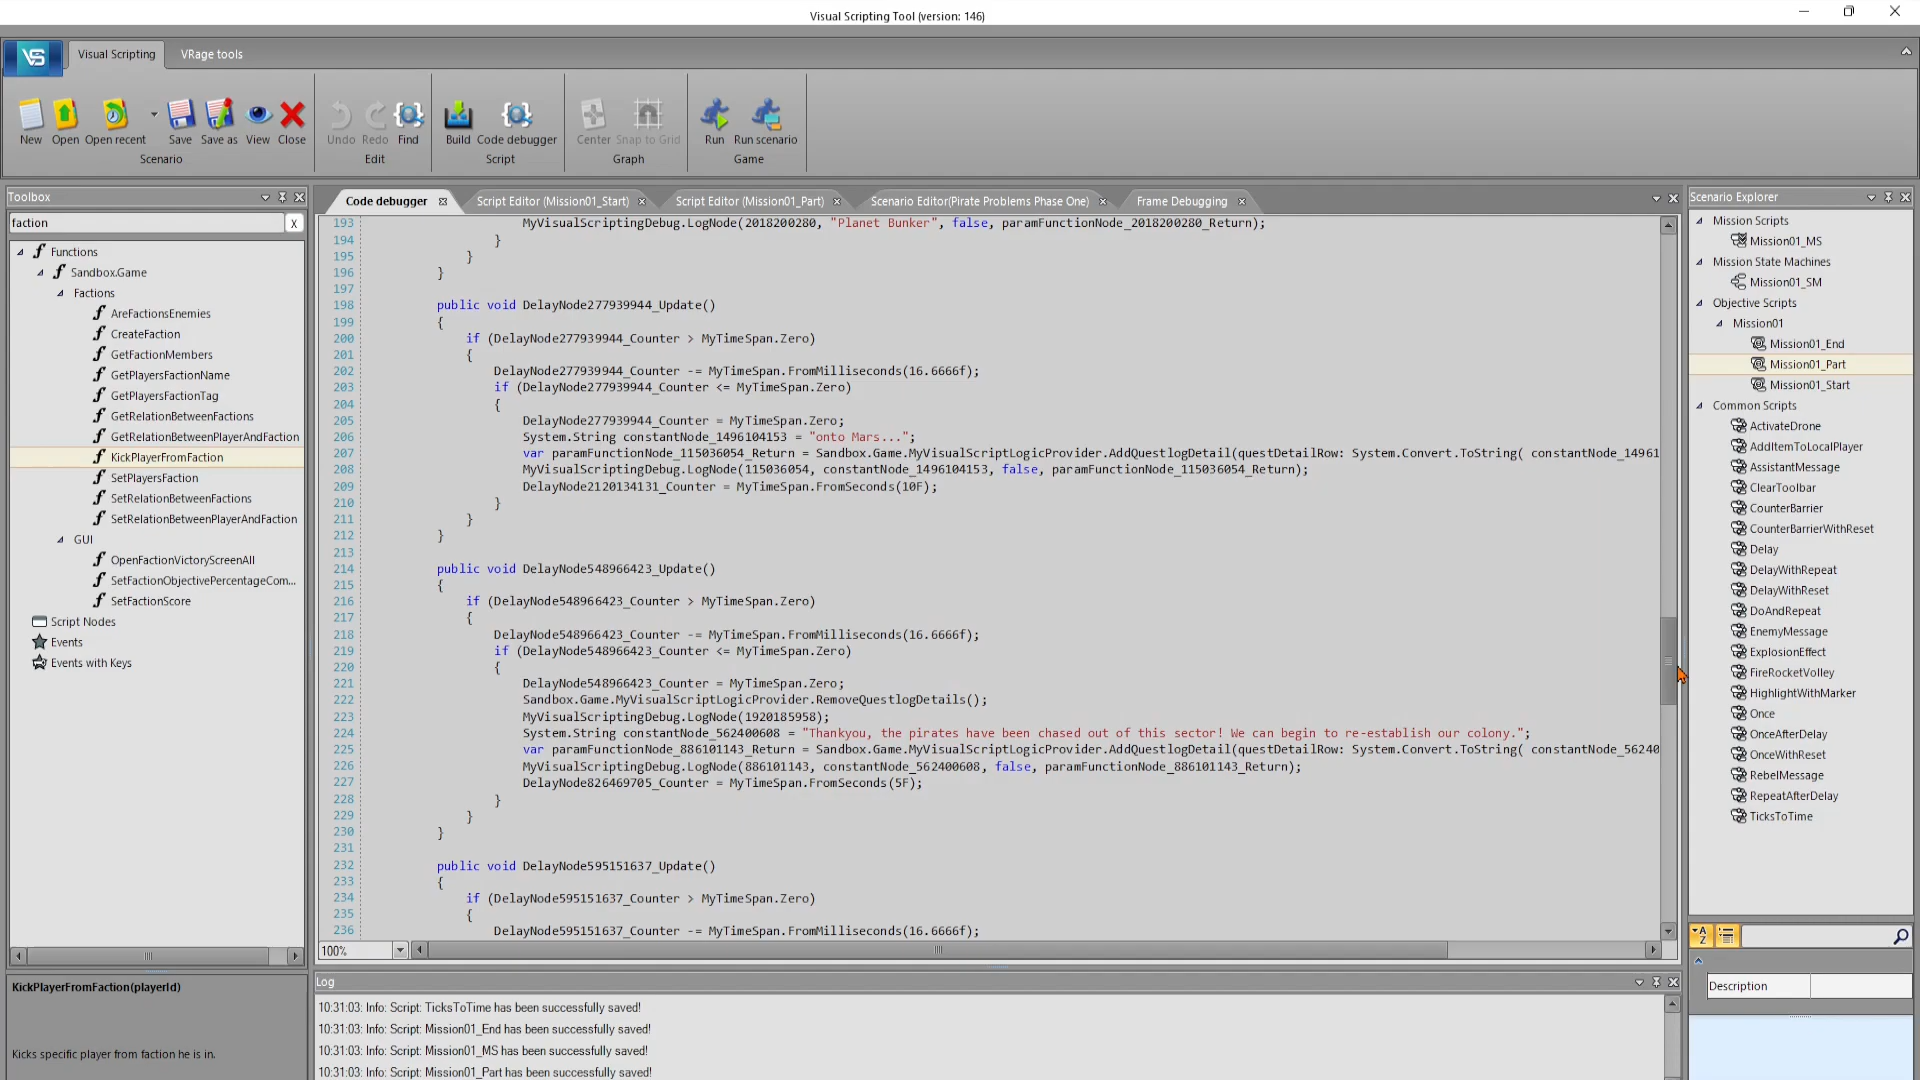 Visual Scripting Tool (version: 146)
VS
Visual Scripting
VRage tools
New
Open
Open recent
Save
Save as
View
Close
Scenario
Undo
Redo
Find
Edit
Build
Code debugger
Script
Center
Snap to Grid
Graph
Run
Run scenario
Game
Toolbox
faction
X
Functions
Sandbox.Game
Factions
AreFactionsEnemies
CreateFaction
GetFactionMembers
GetPlayersFactionName
GetPlayersFactionTag
GetRelationBetweenFactions
GetRelationBetweenPlayerAndFaction
KickPlayerFromFaction
SetPlayersFaction
SetRelationBetweenFactions
SetRelationBetweenPlayerAndFaction
GUI
OpenFactionVictoryScreenAll
SetFactionObjectivePercentageCom...
SetFactionScore
Script Nodes
Events
Events with Keys
KickPlayerFromFaction(playerId)
Kicks specific player from faction he is in.
Code debugger
Script Editor (Mission01_Start)
Script Editor (Mission01_Part)
Scenario Editor(Pirate Problems Phase One)
Frame Debugging
193 MyVisualScriptingDebug.LogNode(2018200280, "Planet Bunker", false, paramFunctionNode_2018200280_Return);
194 }
195 }
196 }
197
198 public void DelayNode277939944_Update()
199 {
200 if (DelayNode277939944_Counter > MyTimeSpan.Zero)
201 {
202 DelayNode277939944_Counter -= MyTimeSpan.FromMilliseconds(16.6666f);
203 if (DelayNode277939944_Counter <= MyTimeSpan.Zero)
204 {
205 DelayNode277939944_Counter = MyTimeSpan.Zero;
206 System.String constantNode_1496104153 = "onto Mars...";
207 var paramFunctionNode_115036054_Return = Sandbox.Game.MyVisualScriptLogicProvider.AddQuestlogDetail(questDetailRow: System.Convert.ToString( constantNode_14961
208 MyVisualScriptingDebug.LogNode(115036054, constantNode_1496104153, false, paramFunctionNode_115036054_Return);
209 DelayNode2120134131_Counter = MyTimeSpan.FromSeconds(10F);
210 }
211 }
212 }
213
214 public void DelayNode548966423_Update()
215 {
216 if (DelayNode548966423_Counter > MyTimeSpan.Zero)
217 {
218 DelayNode548966423_Counter -= MyTimeSpan.FromMilliseconds(16.6666f);
219 if (DelayNode548966423_Counter <= MyTimeSpan.Zero)
220 {
221 DelayNode548966423_Counter = MyTimeSpan.Zero;
222 Sandbox.Game.MyVisualScriptLogicProvider.RemoveQuestlogDetails();
223 MyVisualScriptingDebug.LogNode(1920185958);
224 System.String constantNode_562400608 = "Thankyou, the pirates have been chased out of this sector! We can begin to re-establish our colony.";
225 var paramFunctionNode_886101143_Return = Sandbox.Game.MyVisualScriptLogicProvider.AddQuestlogDetail(questDetailRow: System.Convert.ToString( constantNode_56240
226 MyVisualScriptingDebug.LogNode(886101143, constantNode_562400608, false, paramFunctionNode_886101143_Return);
227 DelayNode826469705_Counter = MyTimeSpan.FromSeconds(5F);
228 }
229 }
230 }
231
232 public void DelayNode595151637_Update()
233 {
234 if (DelayNode595151637_Counter > MyTimeSpan.Zero)
235 {
236 DelayNode595151637_Counter -= MyTimeSpan.FromMilliseconds(16.6666f);
100%
Log
10:31:03: Info: Script: TicksToTime has been successfully saved!
10:31:03: Info: Script: Mission01_End has been successfully saved!
10:31:03: Info: Script: Mission01_MS has been successfully saved!
10:31:03: Info: Script: Mission01_Part has been successfully saved!
Scenario Explorer
Mission Scripts
Mission01_MS
Mission State Machines
Mission01_SM
Objective Scripts
Mission01
Mission01_End
Mission01_Part
Mission01_Start
Common Scripts
ActivateDrone
AddItemToLocalPlayer
AssistantMessage
ClearToolbar
CounterBarrier
CounterBarrierWithReset
Delay
DelayWithRepeat
DelayWithReset
DoAndRepeat
EnemyMessage
ExplosionEffect
FireRocketVolley
HighlightWithMarker
Once
OnceAfterDelay
OnceWithReset
RebelMessage
RepeatAfterDelay
TicksToTime
Description